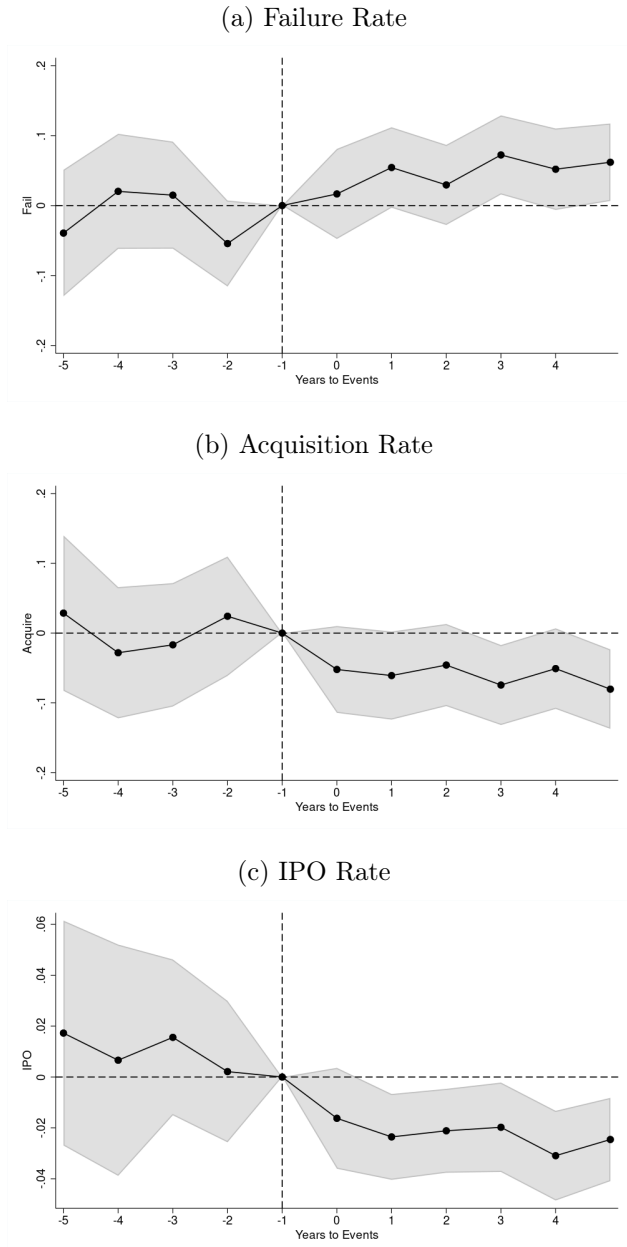 (a) Failure Rate
.2
.1
0
-.1
-.2
Fail
-5 -4 -3 -2 -1 0 1 2 3 4
Years to Events
(b) Acquisition Rate
.2
.1
0
-.1
-.2
Acquire
-5 -4 -3 -2 -1 0 1 2 3 4
Years to Events
(c) IPO Rate
.06
.04
.02
0
-.02
-.04
IPO
-5 -4 -3 -2 -1 0 1 2 3 4
Years to Events